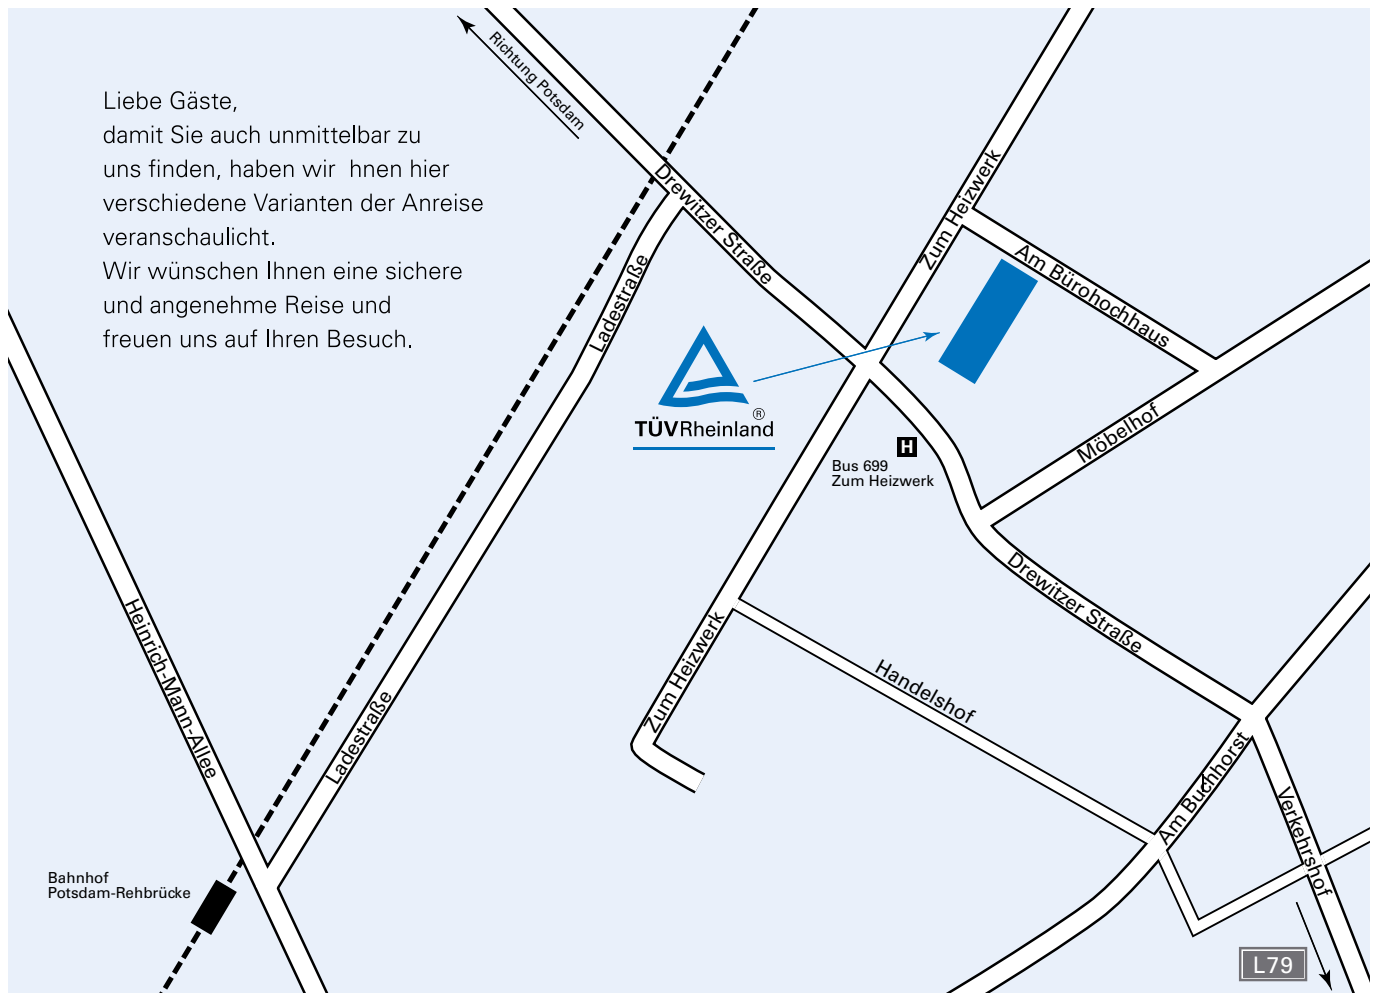 Richtung Potsdam
Liebe Gäste,
damit Sie auch unmittelbar zu
uns finden, haben wir hnen hier
verschiedene Varianten der Anreise
veranschaulicht.
Wir wünschen Ihnen eine sichere
und angenehme Reise und
freuen uns auf Ihren Besuch.
Drewitzer Straße
Zum Heizwerk
Am Bürohochhaus
Ladestraße
TÜVRheinland®
Möbelhof
H
Bus 699
Zum Heizwerk
Drewitzer Straße
Heinrich-Mann-Allee
Zum Heizwerk
Handelshof
Ladestraße
Am Buchhorst
Verkehrshof
Bahnhof
Potsdam-Rehbrücke
L79